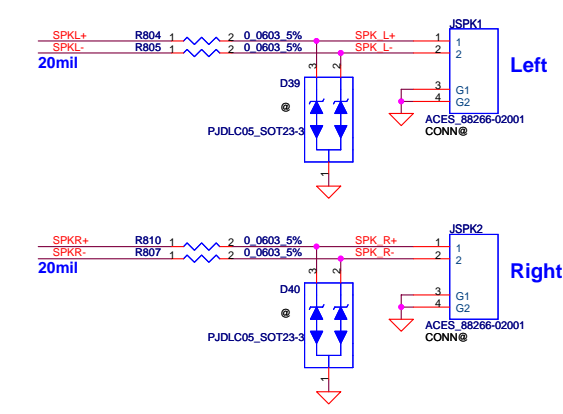 JSPK1
SPKL+ R804 1 2 0_0603_5% SPK_L+ 1 1
SPKL- R805 1 2 0_0603_5% SPK_L- 2 2
20mil
Left
3 2
D39
3 G1
4 G2
@
ACES_88266-02001
PJDLC05_SOT23-3
CONN@
1
JSPK2
SPKR+ R810 1 2 0_0603_5% SPK_R+ 1 1
SPKR- R807 1 2 0_0603_5% SPK_R- 2 2
20mil
Right
3 2
D40
3 G1
4 G2
@
ACES_88266-02001
PJDLC05_SOT23-3
CONN@
1